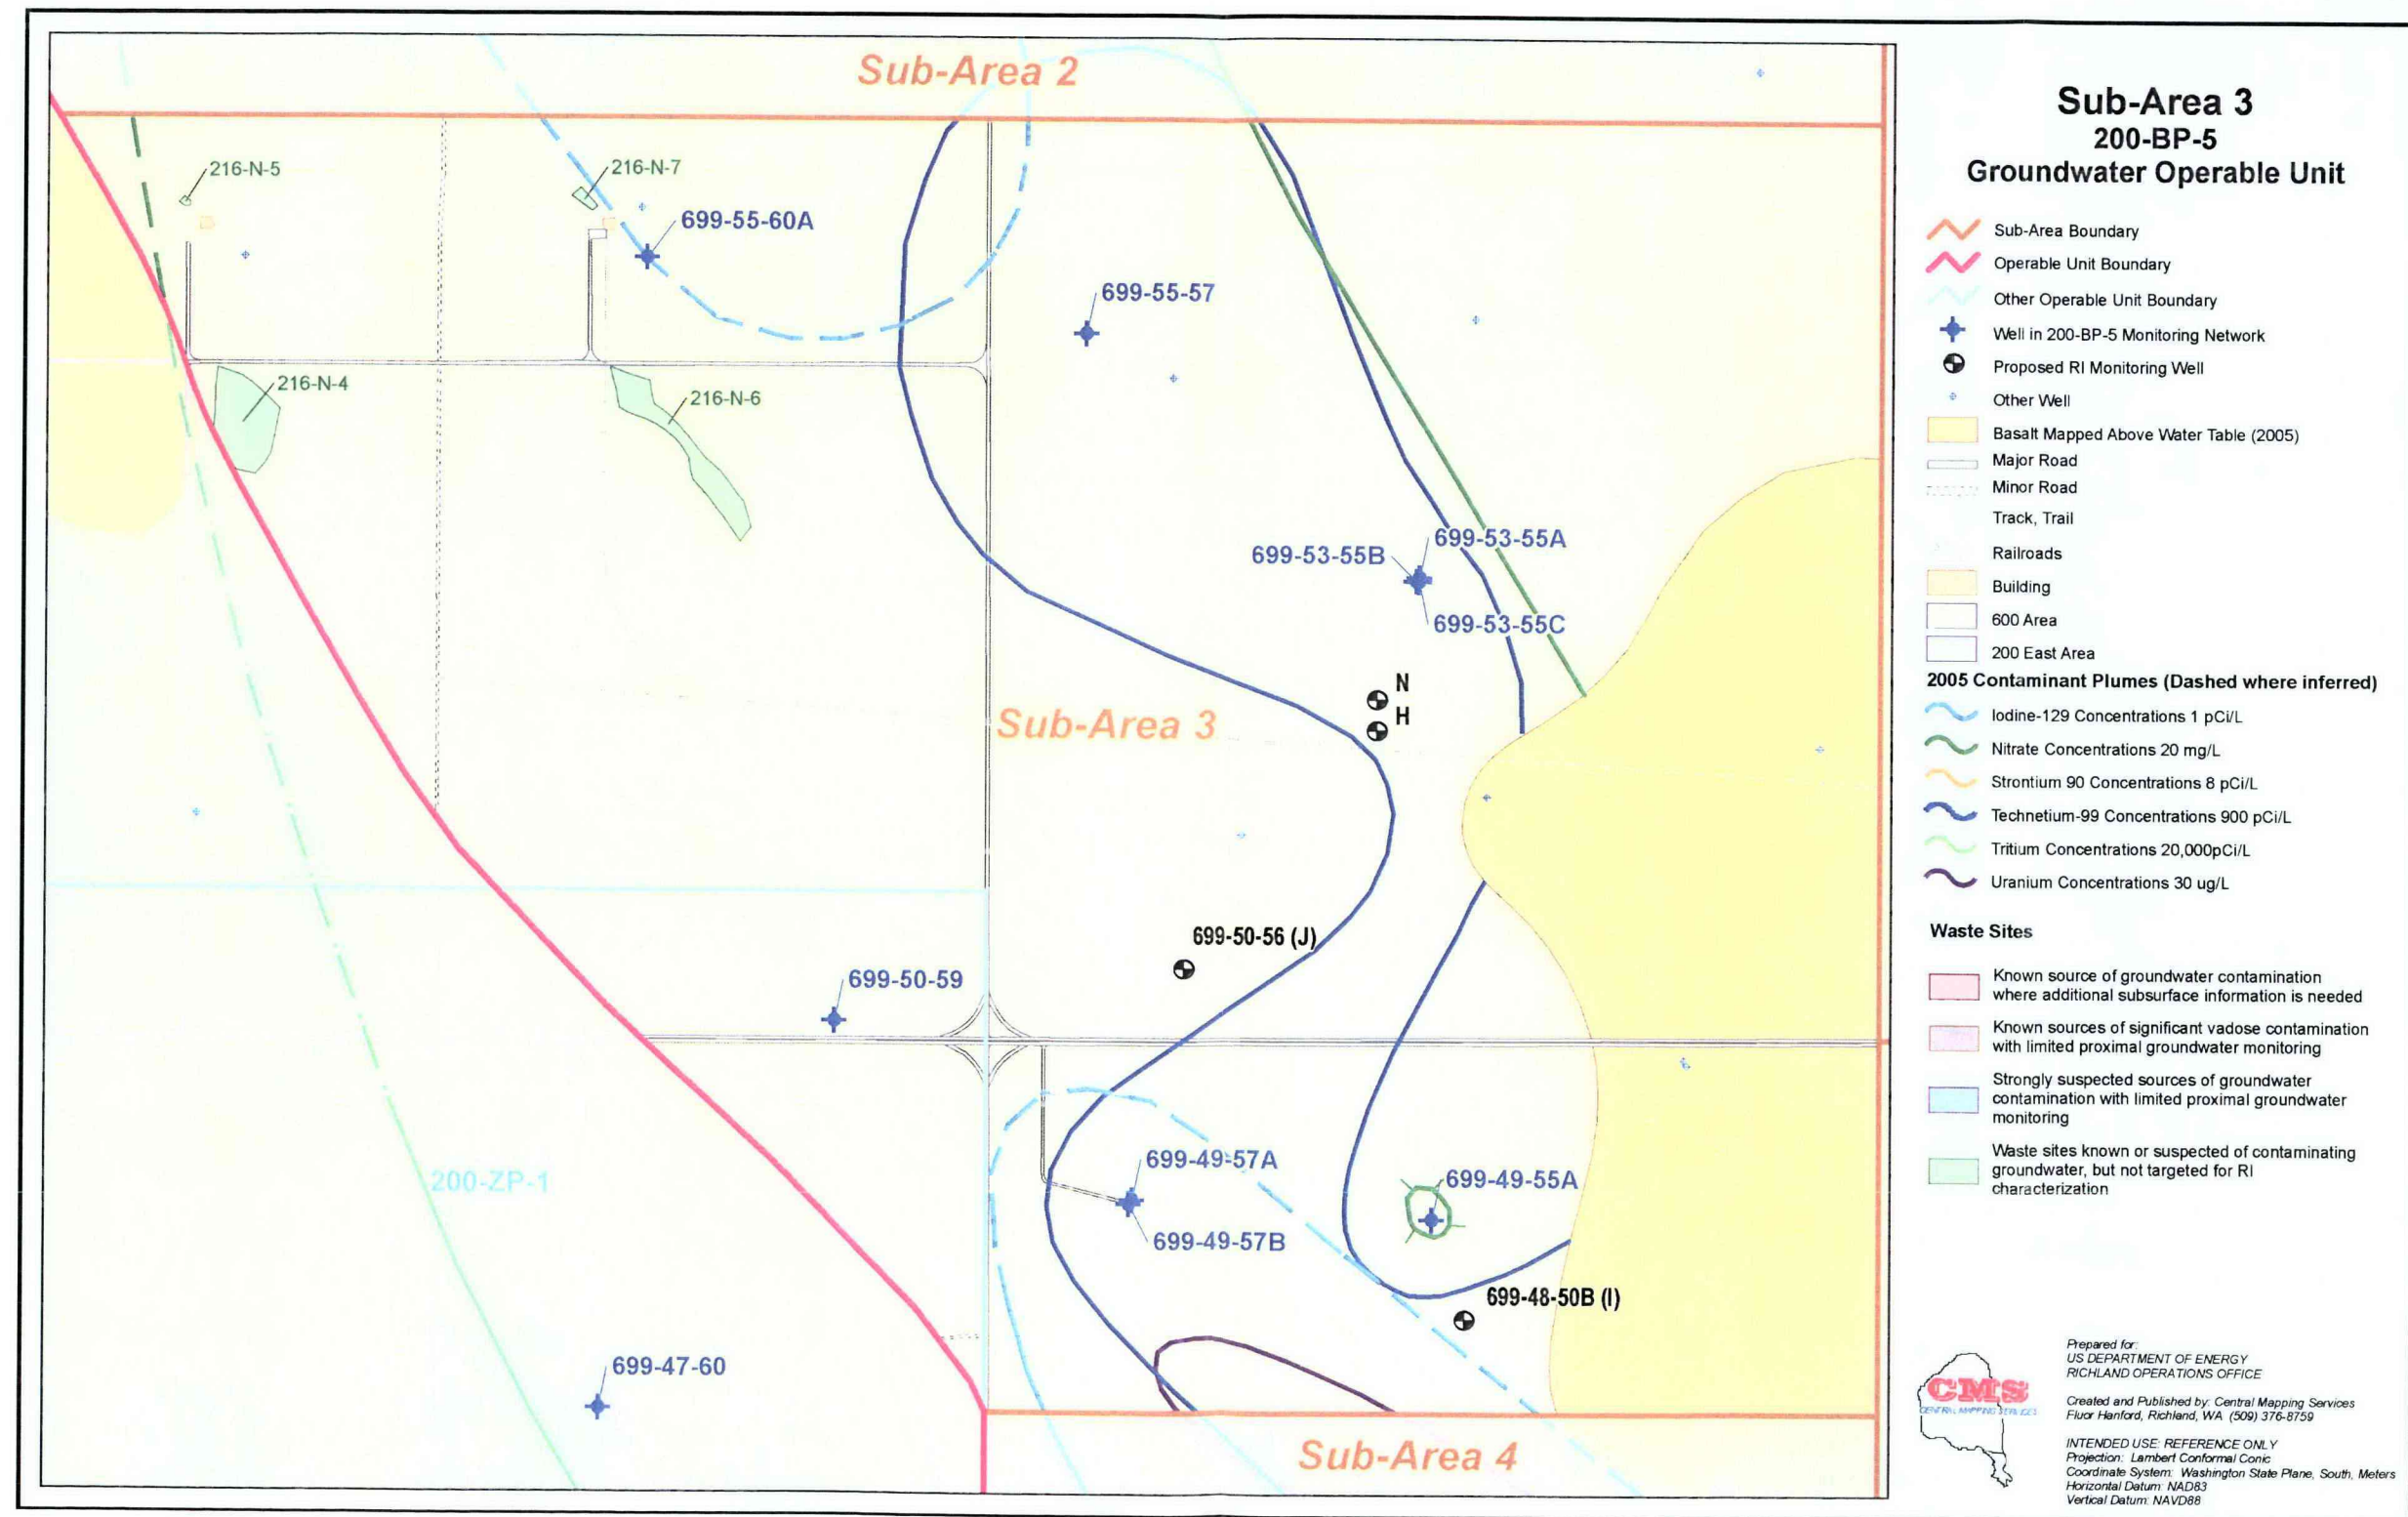 Sub-Area 2
216-N-5
216-N-7
699-55-60A
699-55-57
216-N-4
216-N-6
699-53-55A
699-53-55B
699-53-55C
N
H
Sub-Area 3
699-50-56 (J)
699-50-59
699-49-57A
200-ZP-1
699-49-55A
699-49-57B
699-48-50B (I)
699-47-60
Sub-Area 4
Sub-Area 3
200-BP-5
Groundwater Operable Unit
Sub-Area Boundary
Operable Unit Boundary
Other Operable Unit Boundary
Well in 200-BP-5 Monitoring Network
Proposed RI Monitoring Well
Other Well
Basalt Mapped Above Water Table (2005)
Major Road
Minor Road
Track, Trail
Railroads
Building
600 Area
200 East Area
2005 Contaminant Plumes (Dashed where inferred)
Iodine-129 Concentrations 1 pCi/L
Nitrate Concentrations 20 mg/L
Strontium 90 Concentrations 8 pCi/L
Technetium-99 Concentrations 900 pCi/L
Tritium Concentrations 20,000pCi/L
Uranium Concentrations 30 ug/L
Waste Sites
Known source of groundwater contamination
where additional subsurface information is needed
Known sources of significant vadose contamination
with limited proximal groundwater monitoring
Strongly suspected sources of groundwater
contamination with limited proximal groundwater
monitoring
Waste sites known or suspected of contaminating
groundwater, but not targeted for RI
characterization
CMS
CENTRAL MAPPING SERVICES
Prepared for:
US DEPARTMENT OF ENERGY
RICHLAND OPERATIONS OFFICE
Created and Published by: Central Mapping Services
Fluor Hanford, Richland, WA (509) 376-8759
INTENDED USE: REFERENCE ONLY
Projection: Lambert Conformal Conic
Coordinate System: Washington State Plane, South, Meters
Horizontal Datum: NAD83
Vertical Datum: NAVD88